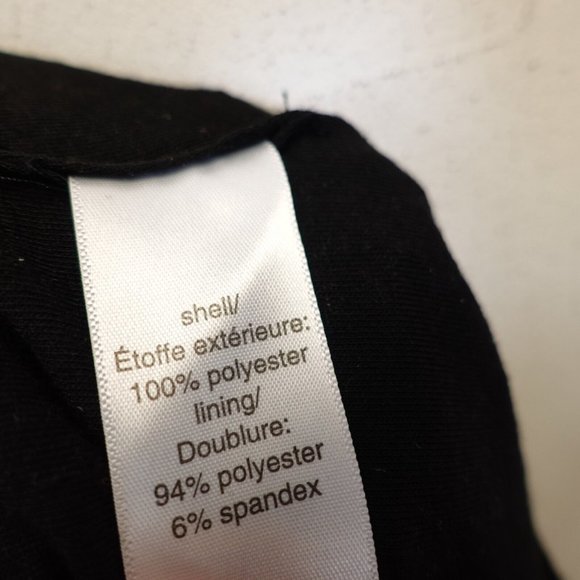 shell/
Étoffe extérieure:
100% polyester
lining/
Doublure:
94% polyester
6% spandex